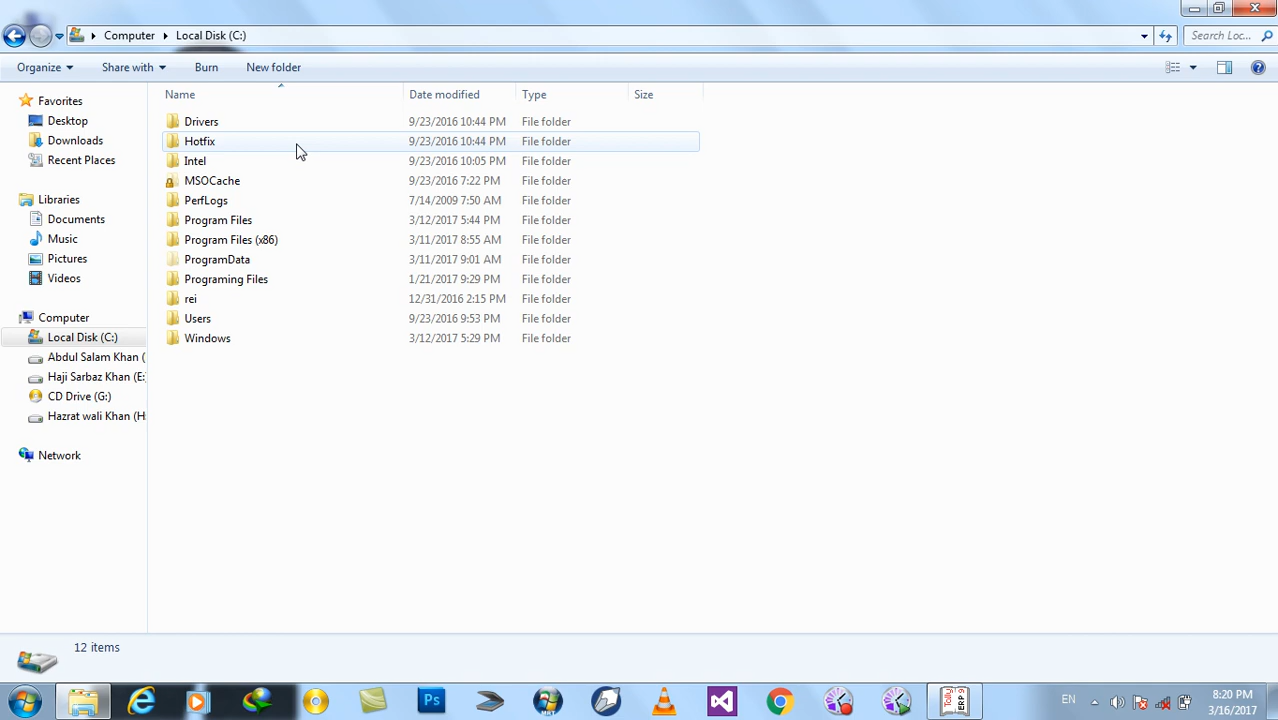 Computer Local Disk (C:) Search Loc...
Organize Share with Burn New folder
Name Date modified Type Size
Favorites
Desktop
Downloads
Recent Places
Libraries
Documents
Music
Pictures
Videos
Computer
Local Disk (C:)
Abdul Salam Khan (
Haji Sarbaz Khan (E:
CD Drive (G:)
Hazrat wali Khan (H
Network
Drivers 9/23/2016 10:44 PM File folder
Hotfix 9/23/2016 10:44 PM File folder
Intel 9/23/2016 10:05 PM File folder
MSOCache 9/23/2016 7:22 PM File folder
PerfLogs 7/14/2009 7:50 AM File folder
Program Files 3/12/2017 5:44 PM File folder
Program Files (x86) 3/11/2017 8:55 AM File folder
ProgramData 3/11/2017 9:01 AM File folder
Programing Files 1/21/2017 9:29 PM File folder
rei 12/31/2016 2:15 PM File folder
Users 9/23/2016 9:53 PM File folder
Windows 3/12/2017 5:29 PM File folder
12 items
Ps
Tally ERP 9
EN
8:20 PM
3/16/2017